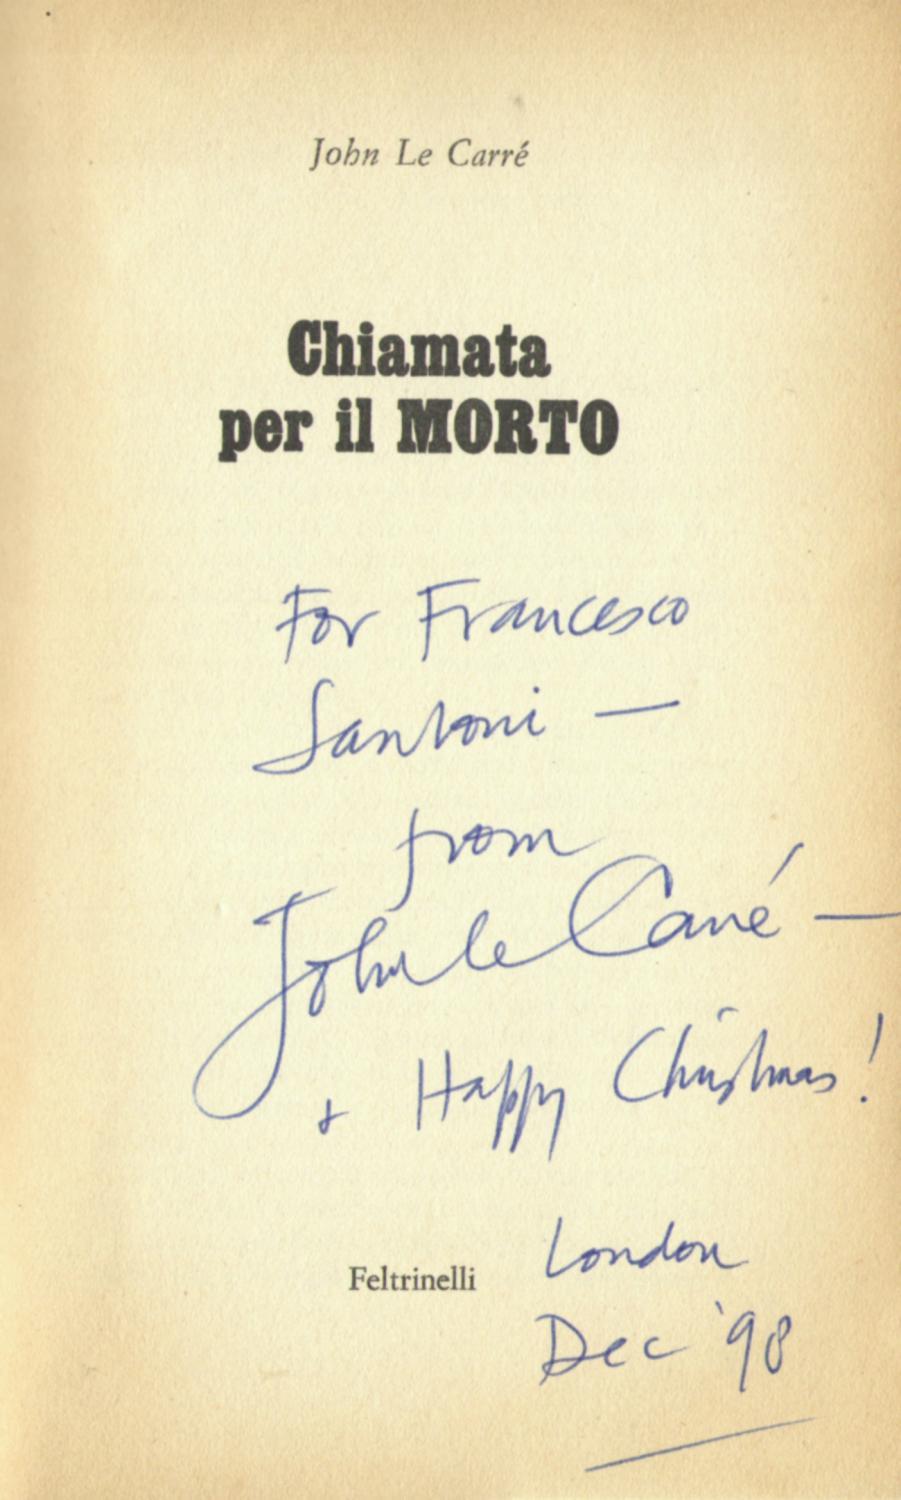 John Le Carré
Chiamata
per il MORTO
For Francesco
Santoni —
from
John le Carré —
+ Happy Christmas!
Feltrinelli
London
Dec '98